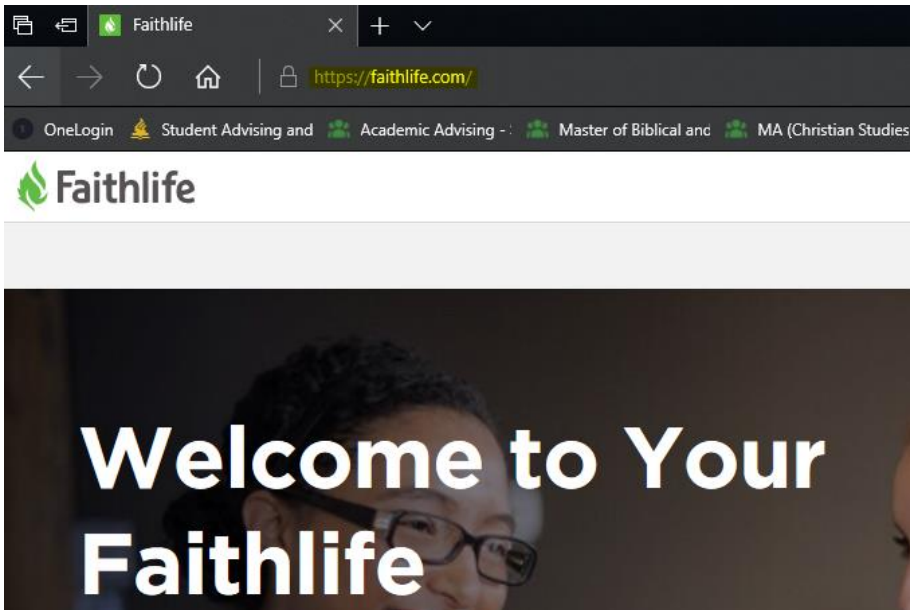 Faithlife
https://faithlife.com/
OneLogin Student Advising and Academic Advising - Master of Biblical and MA (Christian Studies
Faithlife
Welcome to Your
Faithlife